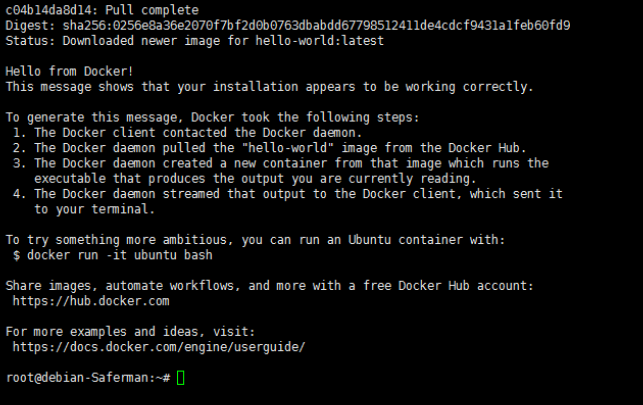 c04b14da8d14: Pull complete
Digest: sha256:0256e8a36e2070f7bf2d0b0763dbabdd67798512411de4cdcf9431a1feb60fd9
Status: Downloaded newer image for hello-world:latest
Hello from Docker!
This message shows that your installation appears to be working correctly.
To generate this message, Docker took the following steps:
1. The Docker client contacted the Docker daemon.
2. The Docker daemon pulled the "hello-world" image from the Docker Hub.
3. The Docker daemon created a new container from that image which runs the
executable that produces the output you are currently reading.
4. The Docker daemon streamed that output to the Docker client, which sent it
to your terminal.
To try something more ambitious, you can run an Ubuntu container with:
$ docker run -it ubuntu bash
Share images, automate workflows, and more with a free Docker Hub account:
https://hub.docker.com
For more examples and ideas, visit:
https://docs.docker.com/engine/userguide/
root@debian-Saferman:~#